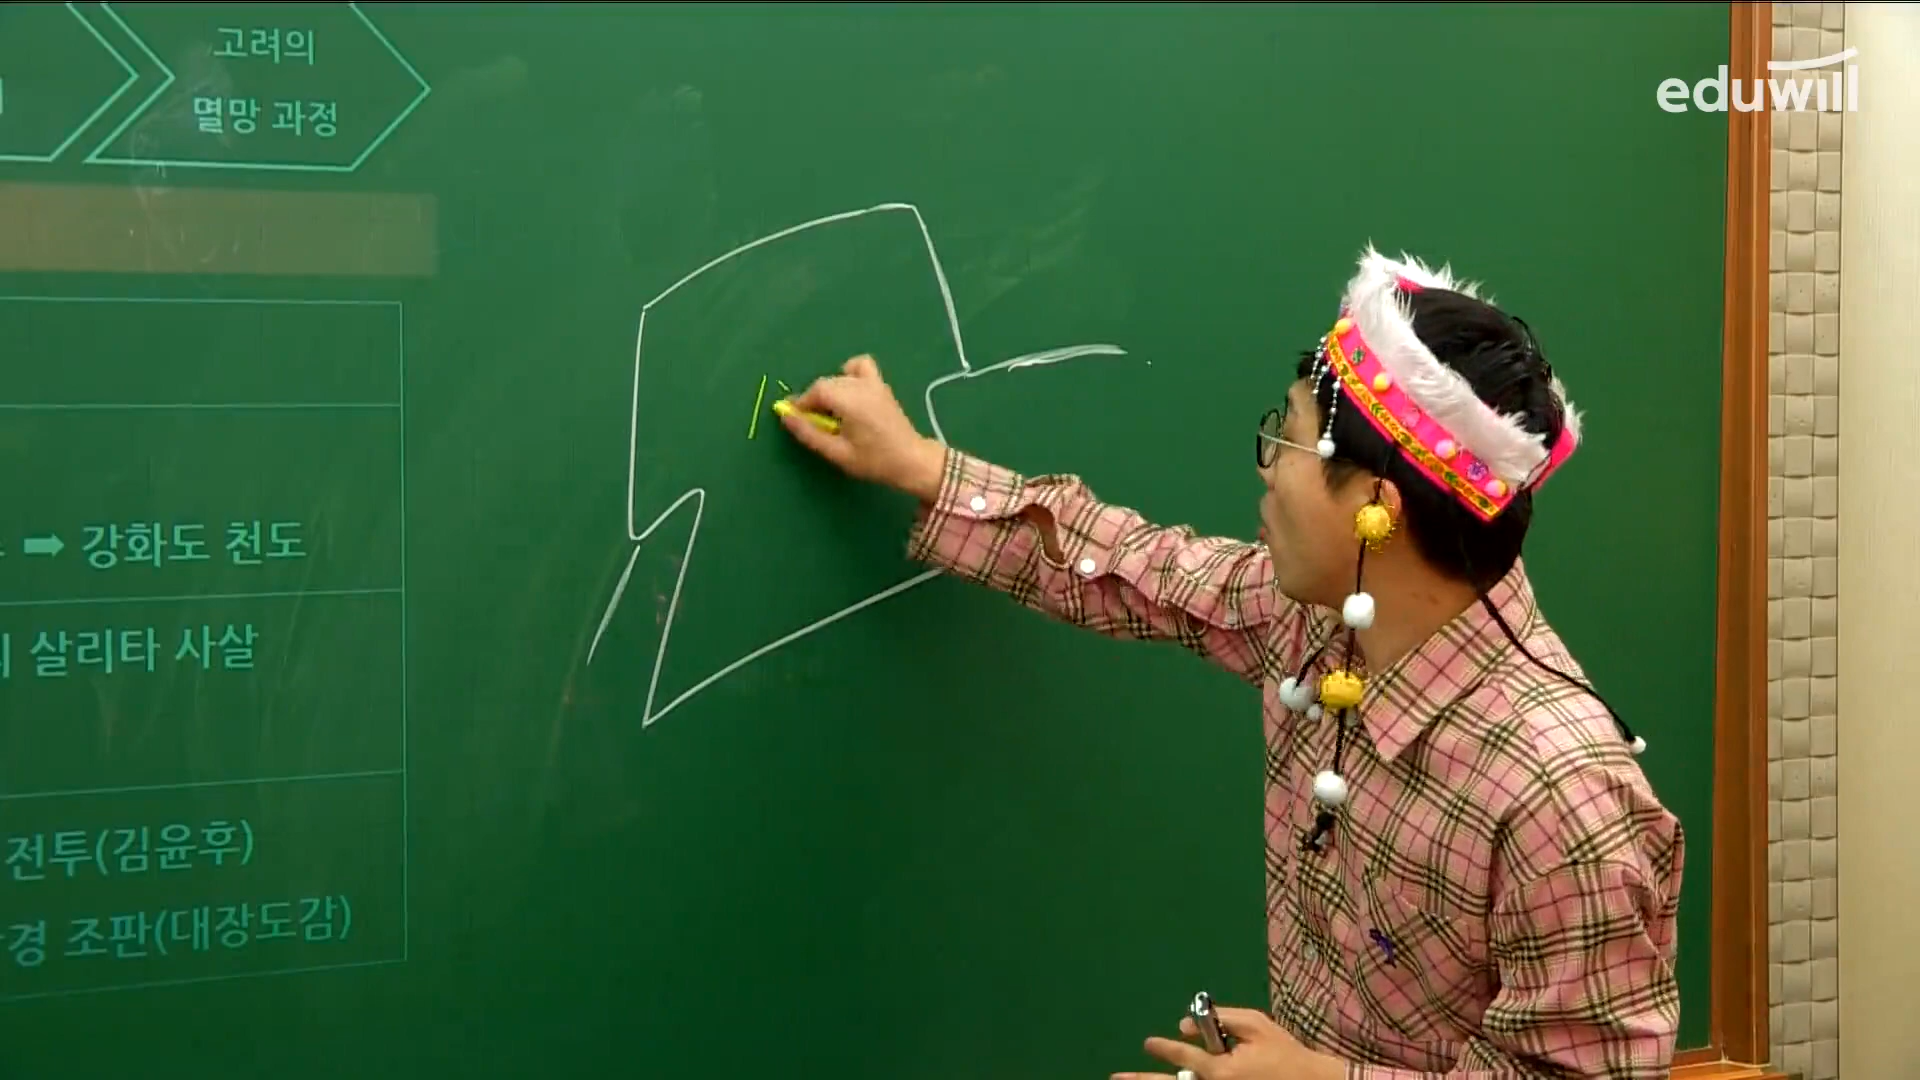 고려의
멸망 과정
eduwill
➡ 강화도 천도
살리타 사살
전투(김윤후)
경 조판(대장도감)